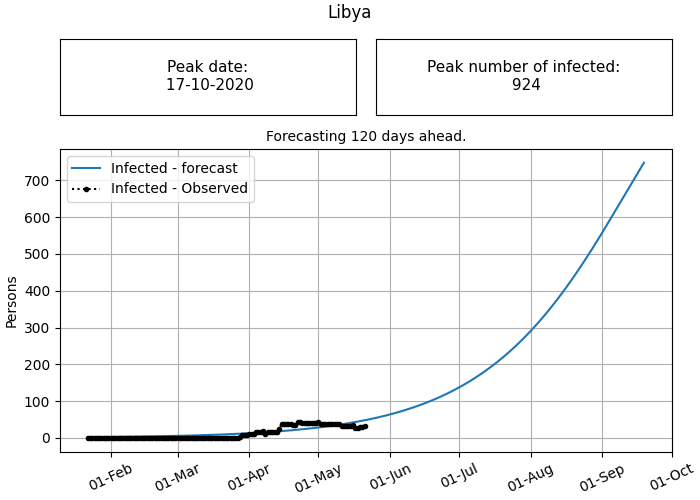 Libya
Peak date:
17-10-2020
Peak number of infected:
924
Forecasting 120 days ahead.
Infected - forecast
Infected - Observed
700
600
500
400
300
200
100
0
Persons
01-Feb
01-Mar
01-Apr
01-May
01-Jun
01-Jul
01-Aug
01-Sep
01-Oct